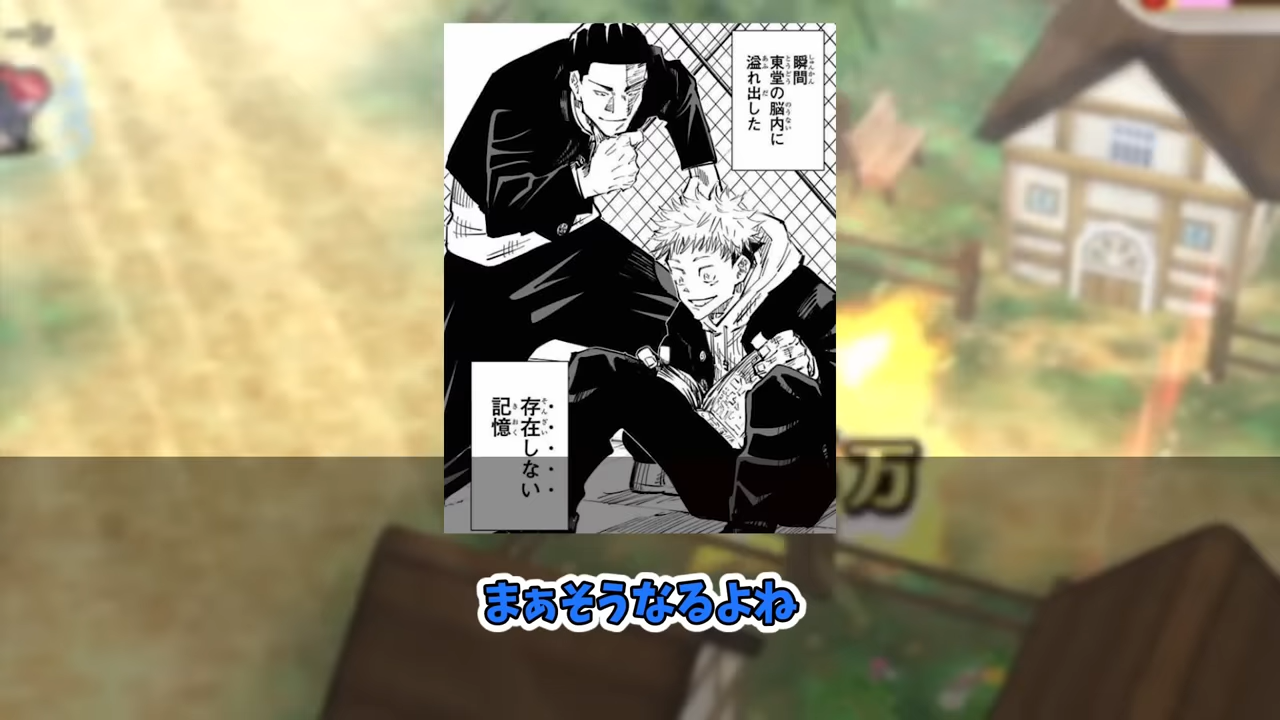 瞬間
東堂の脳内に
溢れ出した
存在しない
記憶
万
まぁそうなるよね